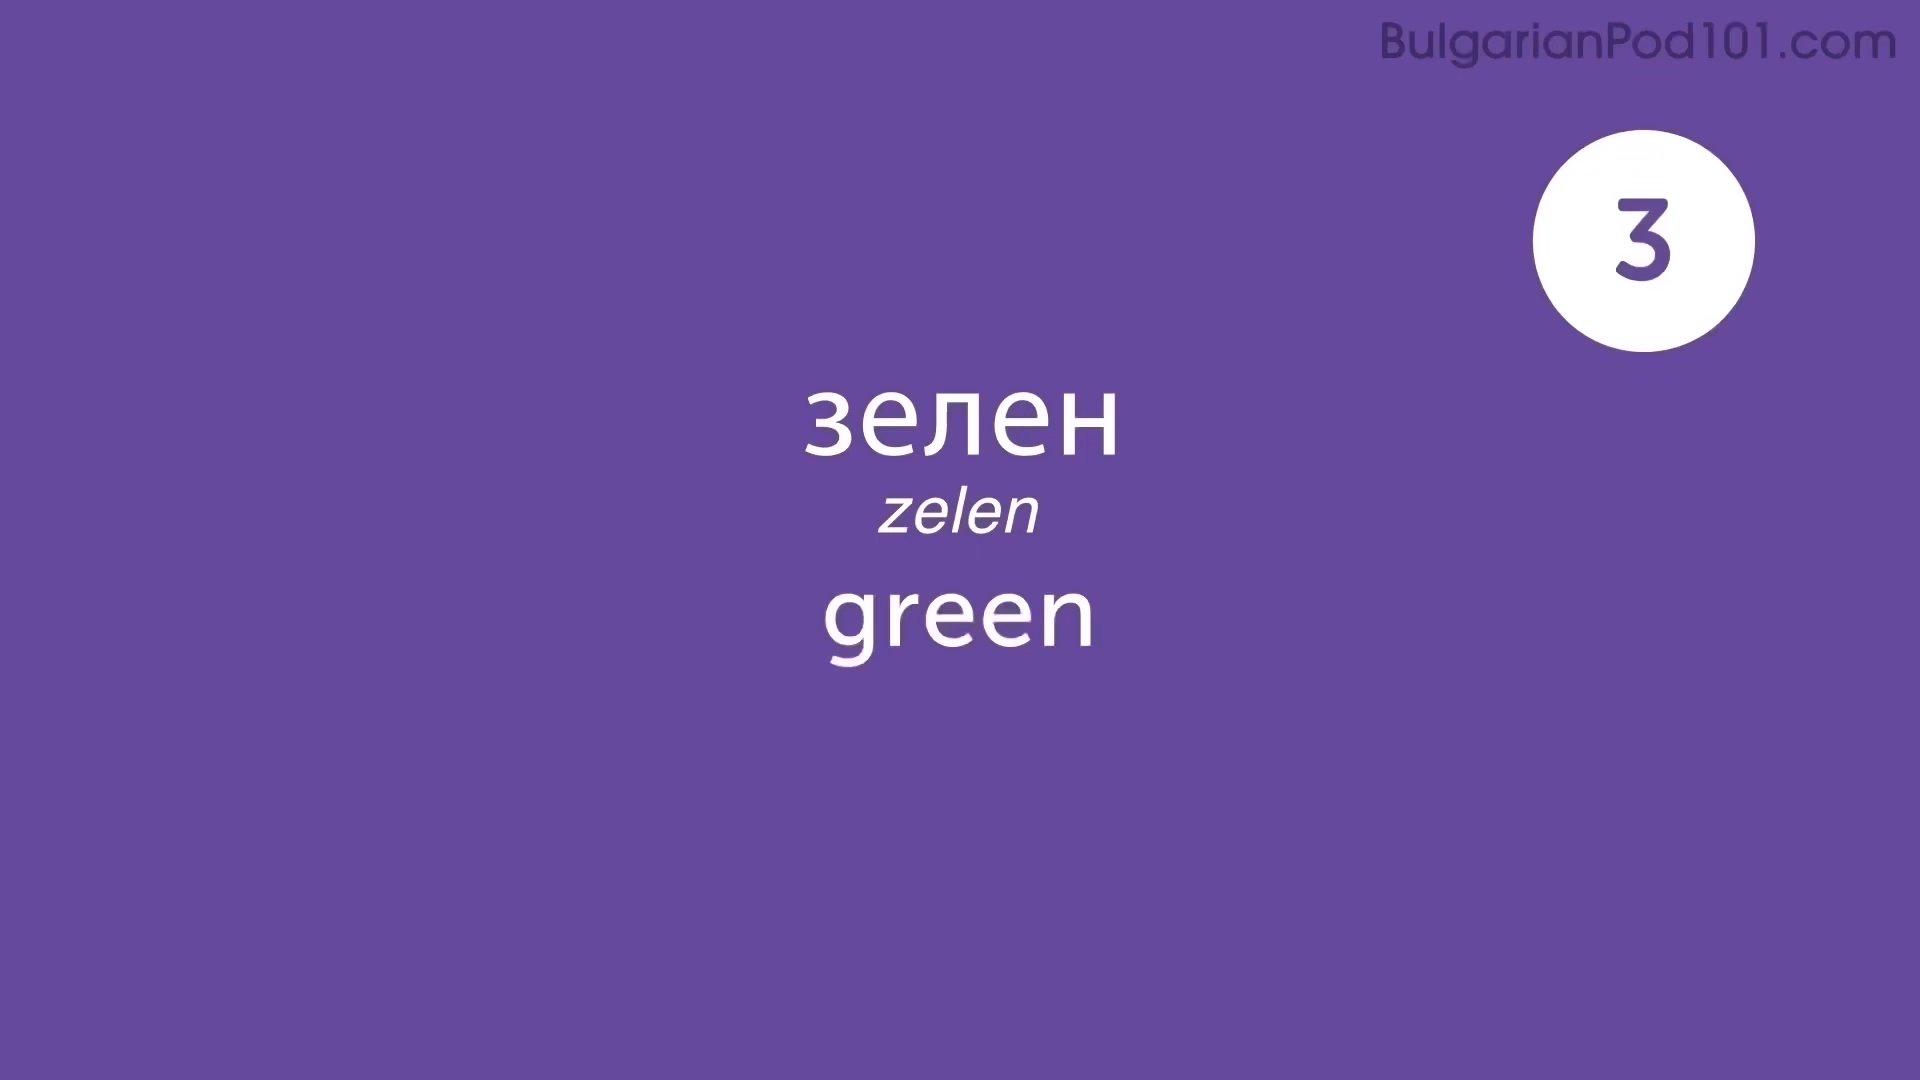 BulgarianPod101.com
3
зелен
zelen
green